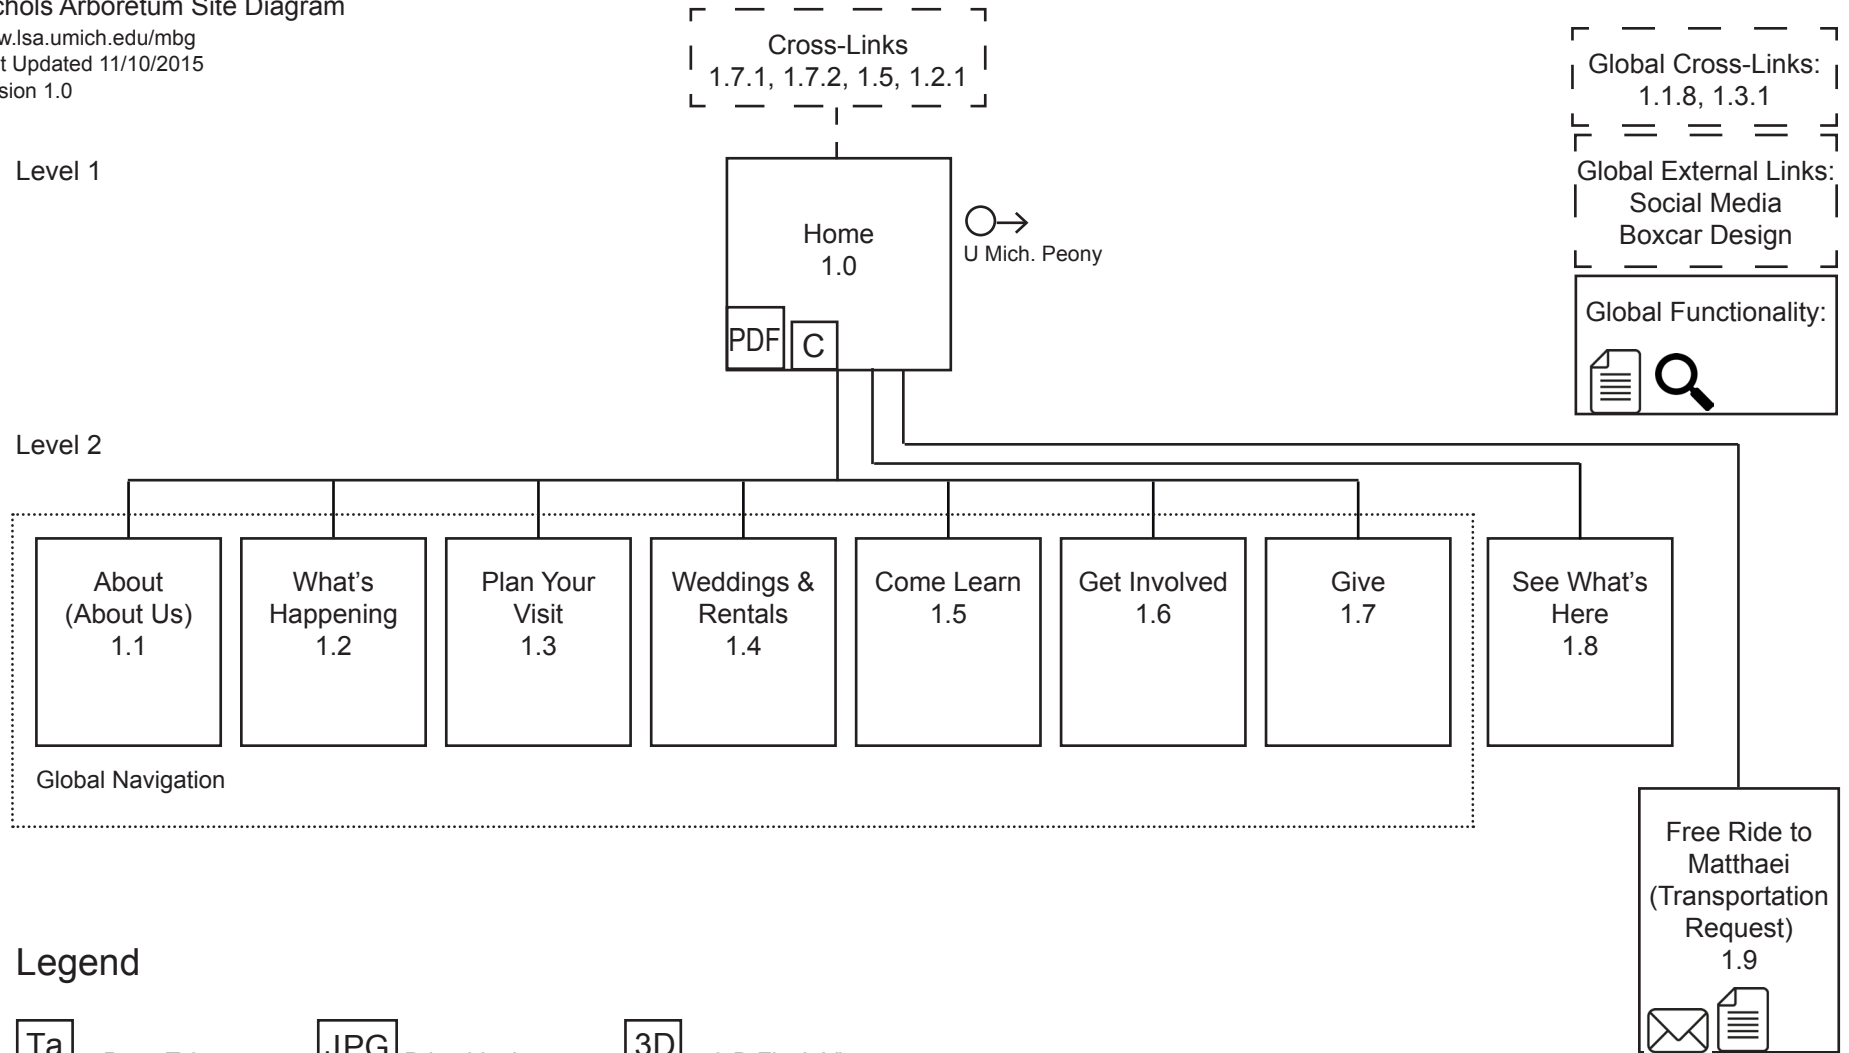 chols Arboretum Site Diagram
w.lsa.umich.edu/mbg
t Updated 11/10/2015
sion 1.0
Cross-Links
1.7.1, 1.7.2, 1.5, 1.2.1
Global Cross-Links:
1.1.8, 1.3.1
Global External Links:
Social Media
Boxcar Design
Global Functionality:
Level 1
Home
1.0
PDF
C
U Mich. Peony
Level 2
About
(About Us)
1.1
What’s
Happening
1.2
Plan Your
Visit
1.3
Weddings &
Rentals
1.4
Come Learn
1.5
Get Involved
1.6
Give
1.7
See What’s
Here
1.8
Global Navigation
Free Ride to
Matthaei
(Transportation
Request)
1.9
Legend
Ta
JPG
3D